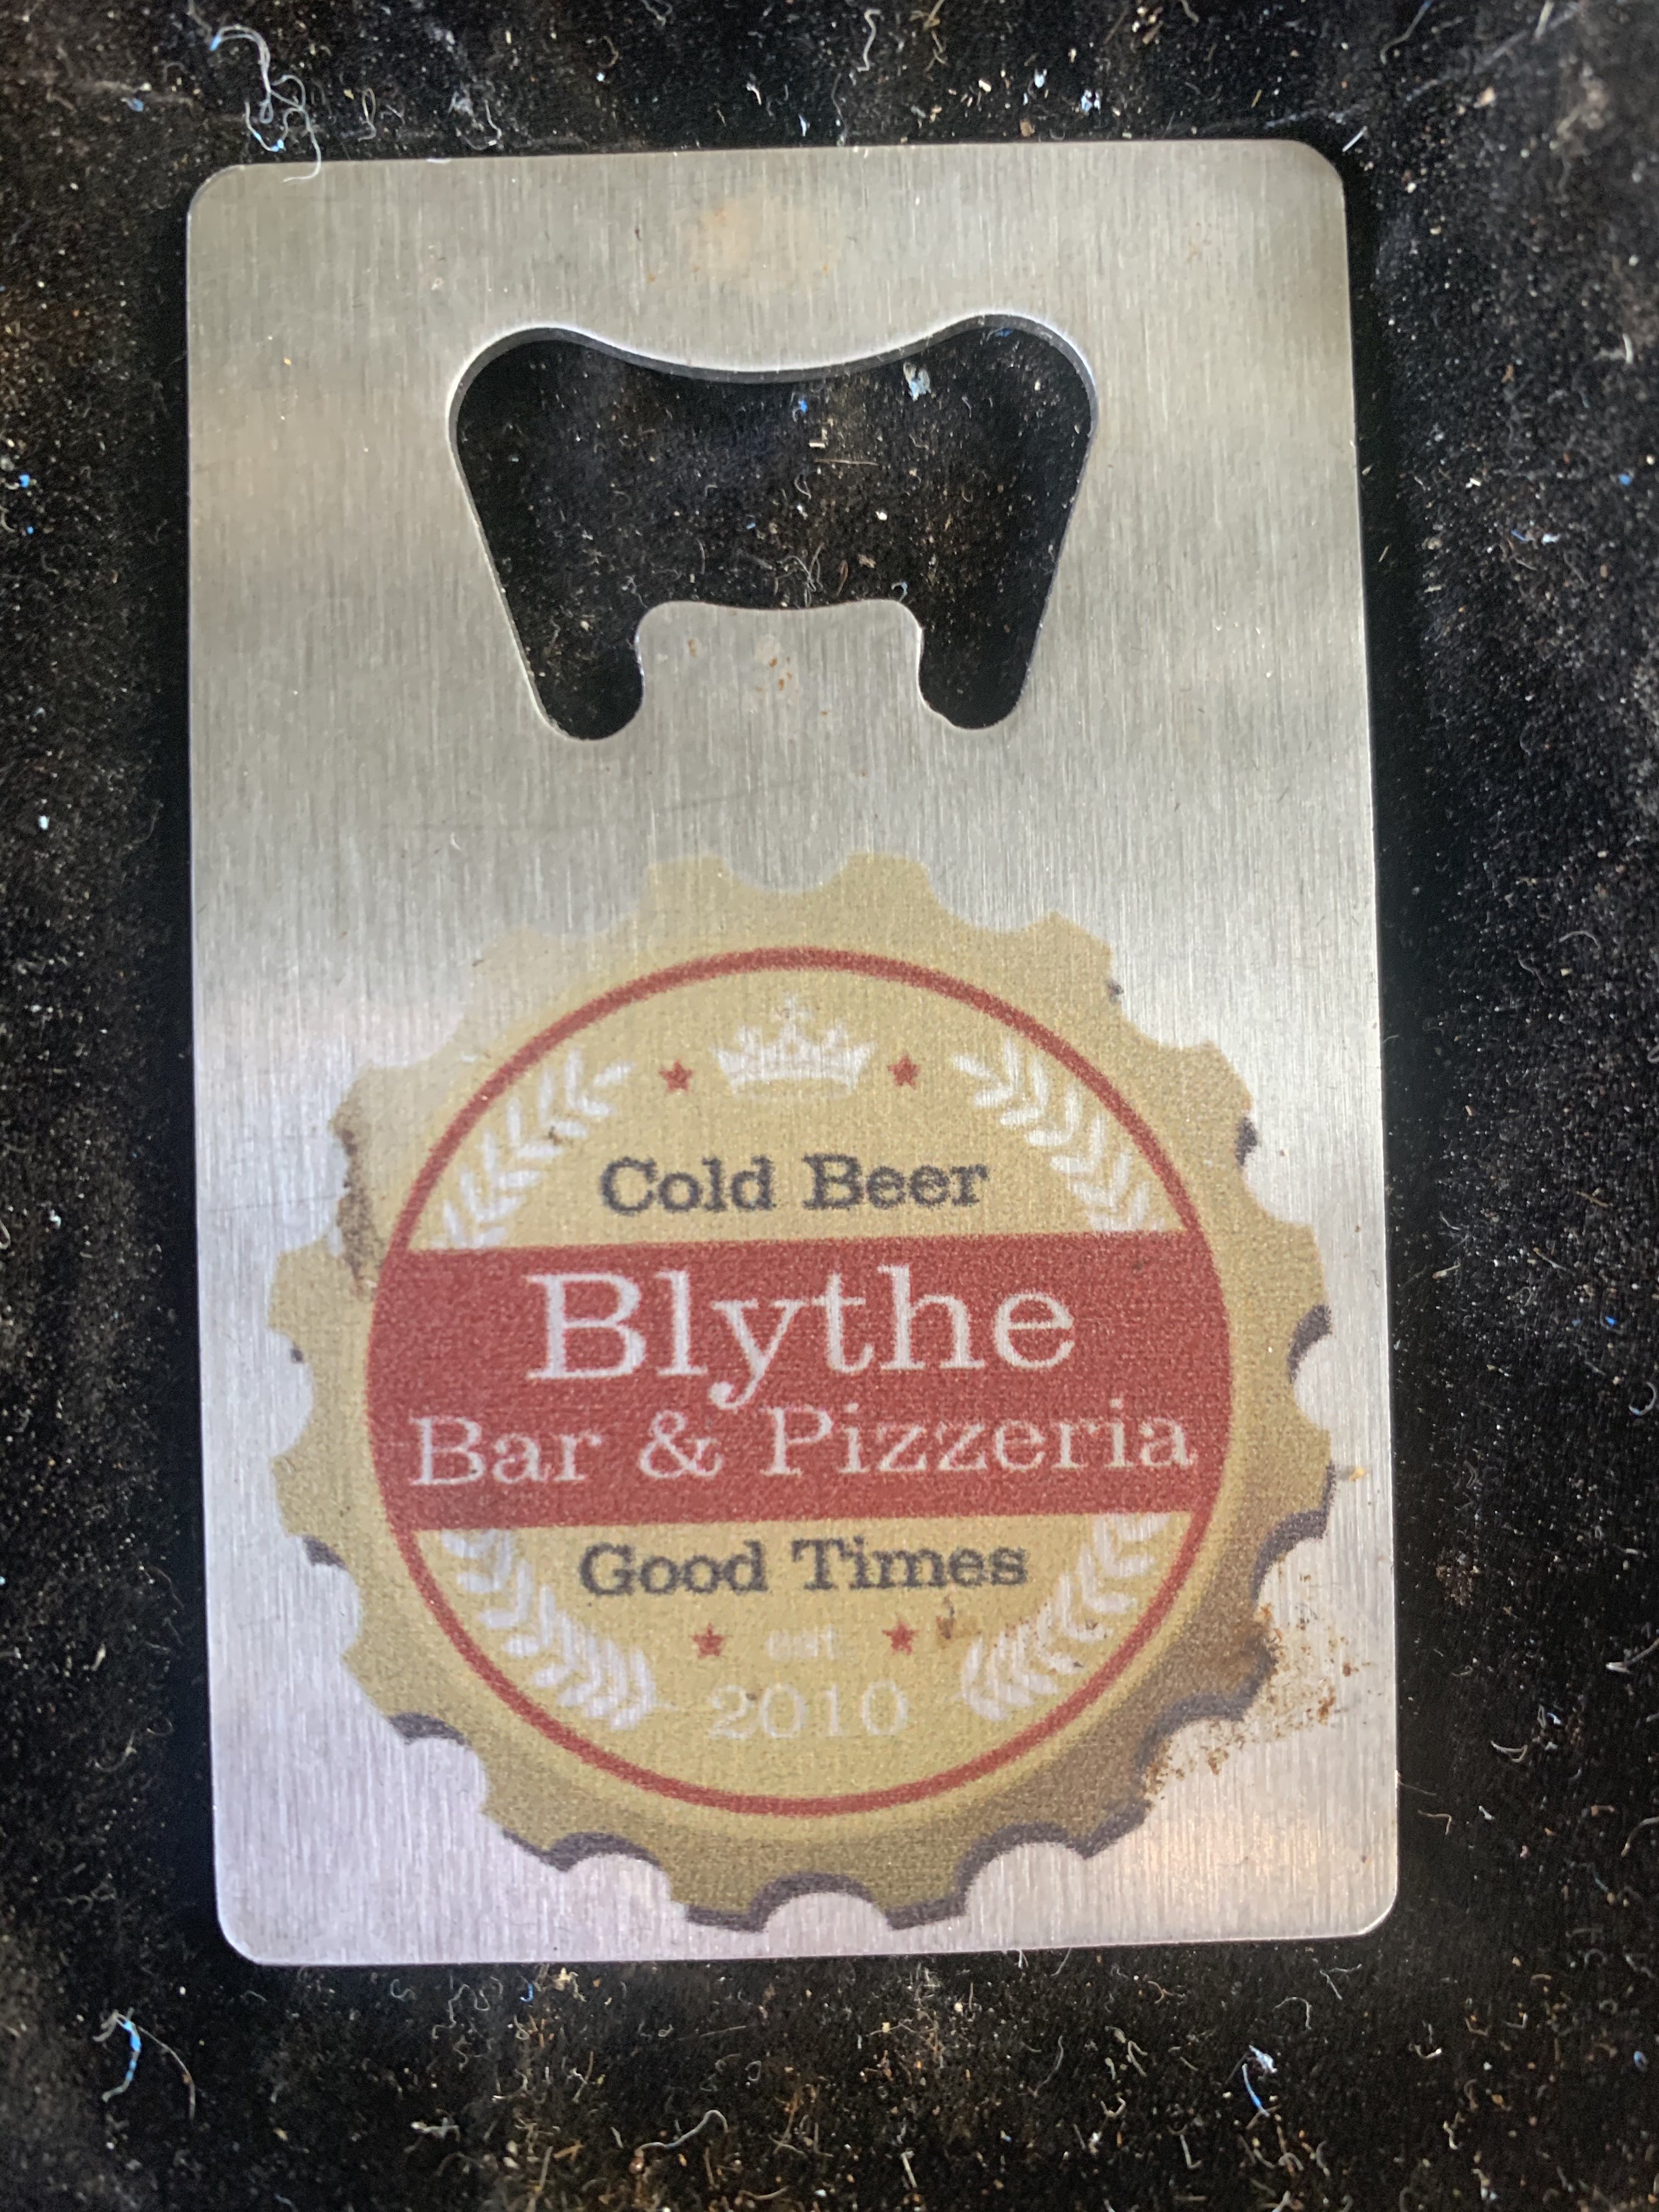 Cold Beer
Blythe
Bar & Pizzeria
Good Times
est
2010